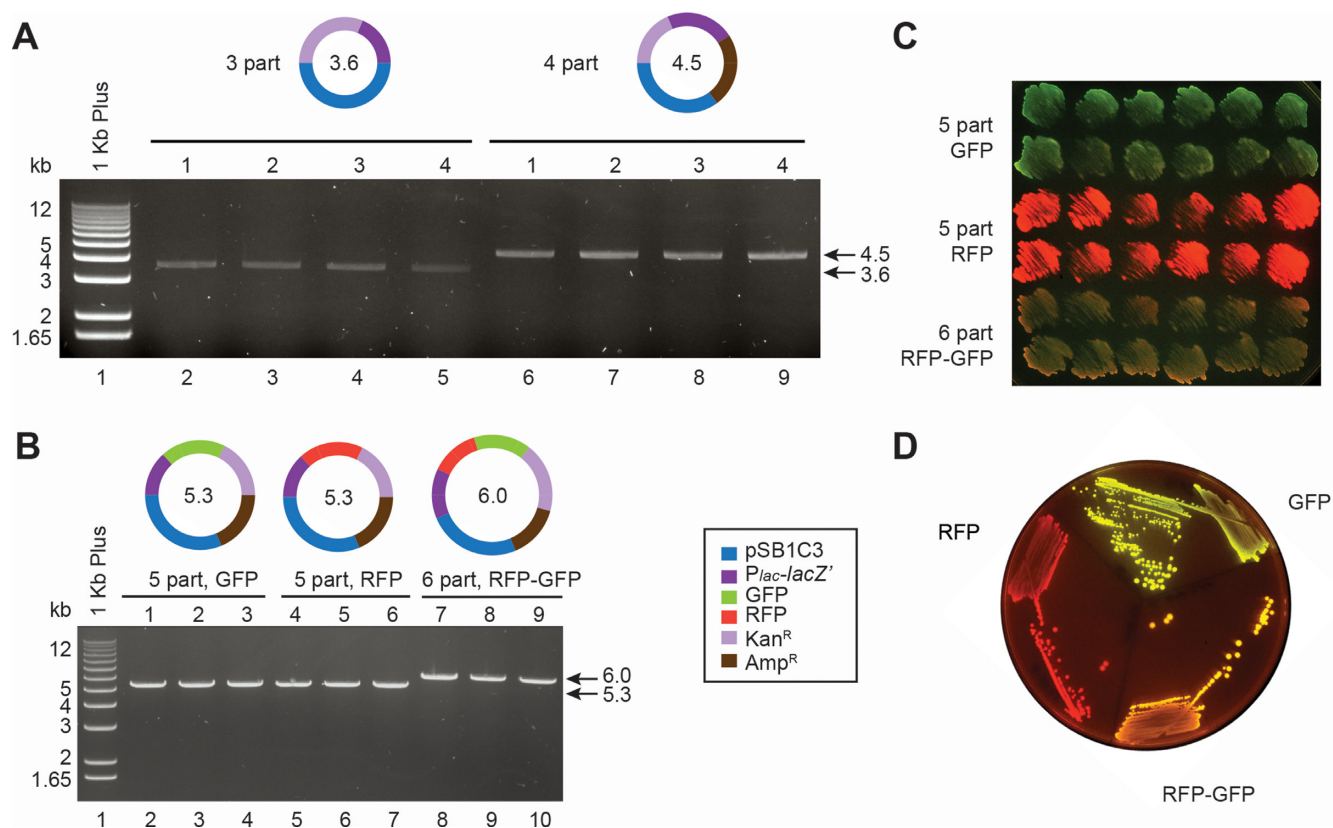 A
3 part
3.6
4 part
4.5
1 Kb Plus
kb
1 2 3 4 1 2 3 4
12
5
4
3
2
1.65
4.5
3.6
1 2 3 4 5 6 7 8 9
B
5.3
5.3
6.0
5 part, GFP 5 part, RFP 6 part, RFP-GFP
1 Kb Plus
kb
1 2 3 4 5 6 7 8 9
12
5
4
3
2
1.65
6.0
5.3
1 2 3 4 5 6 7 8 9 10
pSB1C3
Plac-lacZ'
GFP
RFP
KanR
AmpR
C
5 part
GFP
5 part
RFP
6 part
RFP-GFP
D
RFP
GFP
RFP-GFP